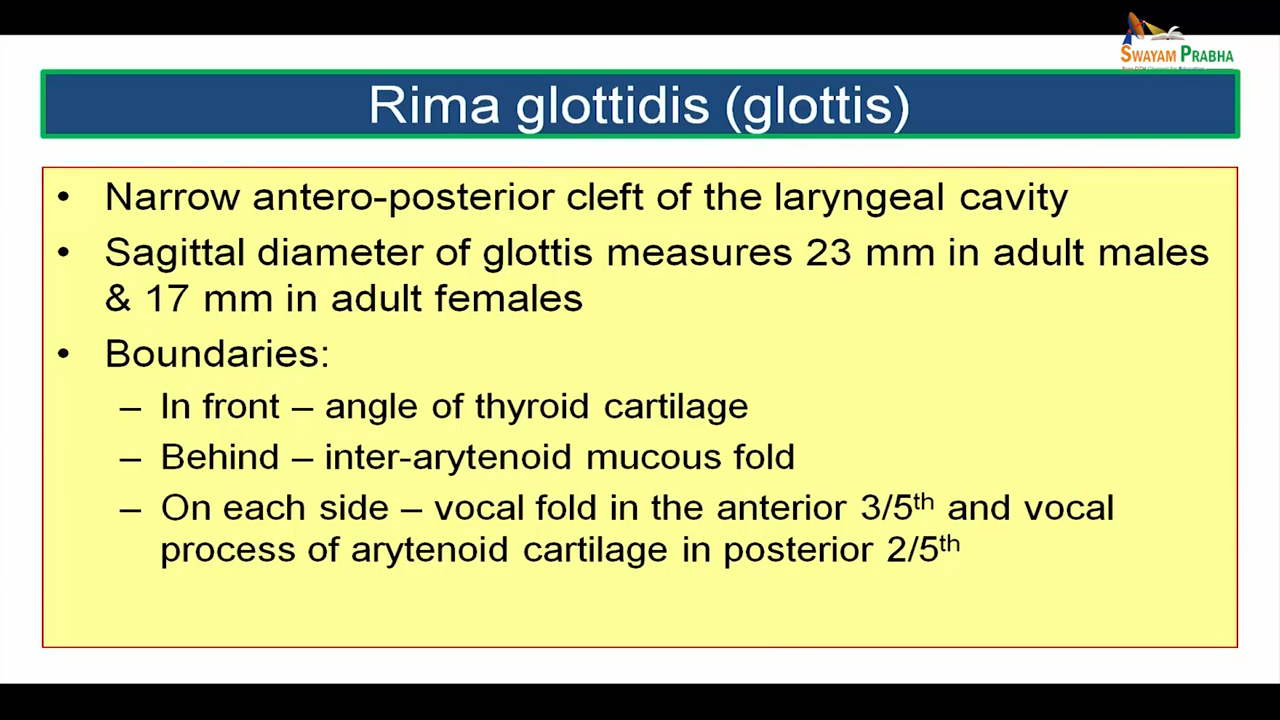 SWAYAM PRABHA
Rima glottidis (glottis)
• Narrow antero-posterior cleft of the laryngeal cavity
• Sagittal diameter of glottis measures 23 mm in adult males
& 17 mm in adult females
• Boundaries:
– In front – angle of thyroid cartilage
– Behind – inter-arytenoid mucous fold
– On each side – vocal fold in the anterior 3/5th and vocal
process of arytenoid cartilage in posterior 2/5th